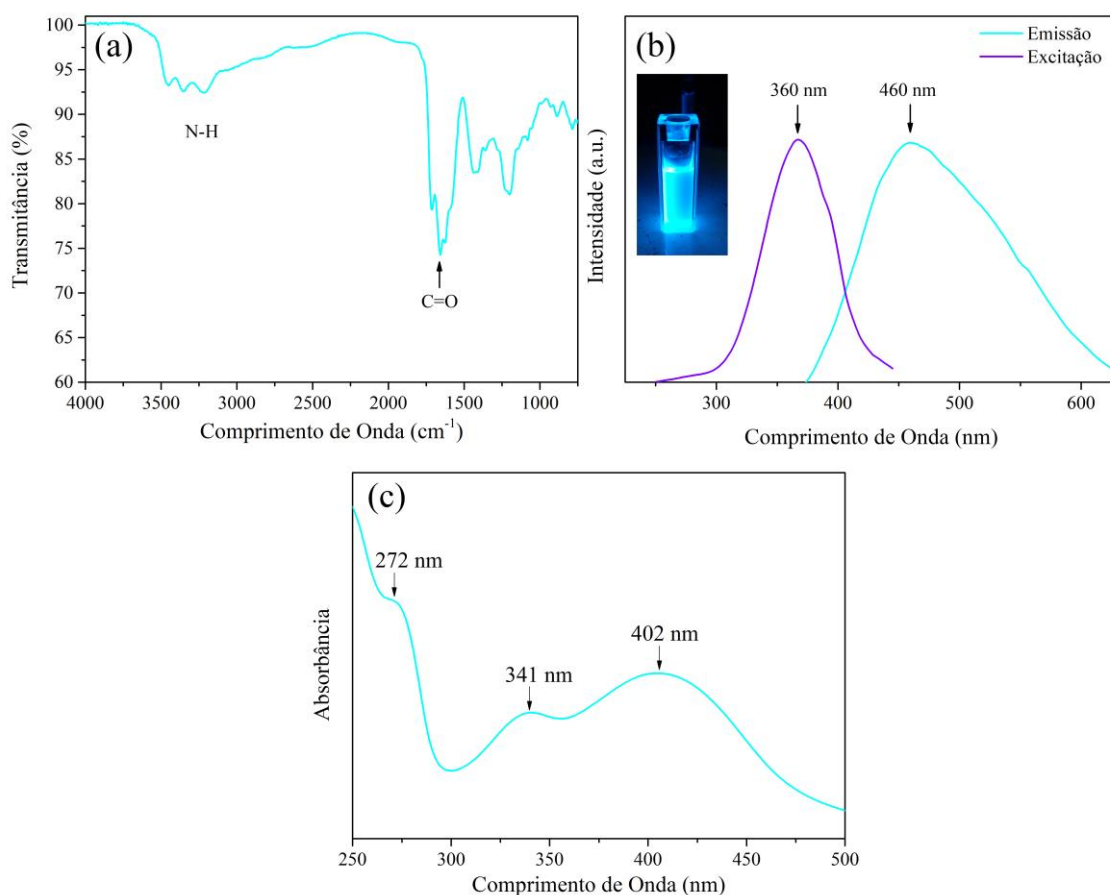 (a)
100
95
90
85
80
75
70
65
60
Transmitância (%)
N-H
C=O
4000 3500 3000 2500 2000 1500 1000
Comprimento de Onda (cm⁻¹)
(b)
Emissão
Excitação
360 nm
460 nm
Intensidade (a.u.)
300 400 500 600
Comprimento de Onda (nm)
(c)
272 nm
341 nm
402 nm
Absorbância
250 300 350 400 450 500
Comprimento de Onda (nm)